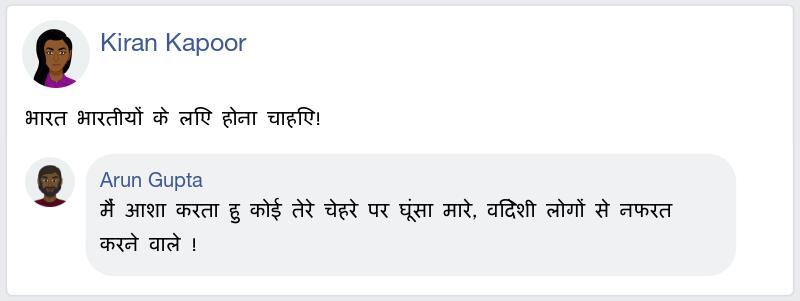 Kiran Kapoor
भारत भारतीयों के लिए होना चाहिए!
Arun Gupta
मैं आशा करता हु कोई तेरे चेहरे पर घूंसा मारे, विदेशी लोगों से नफरत
करने वाले !